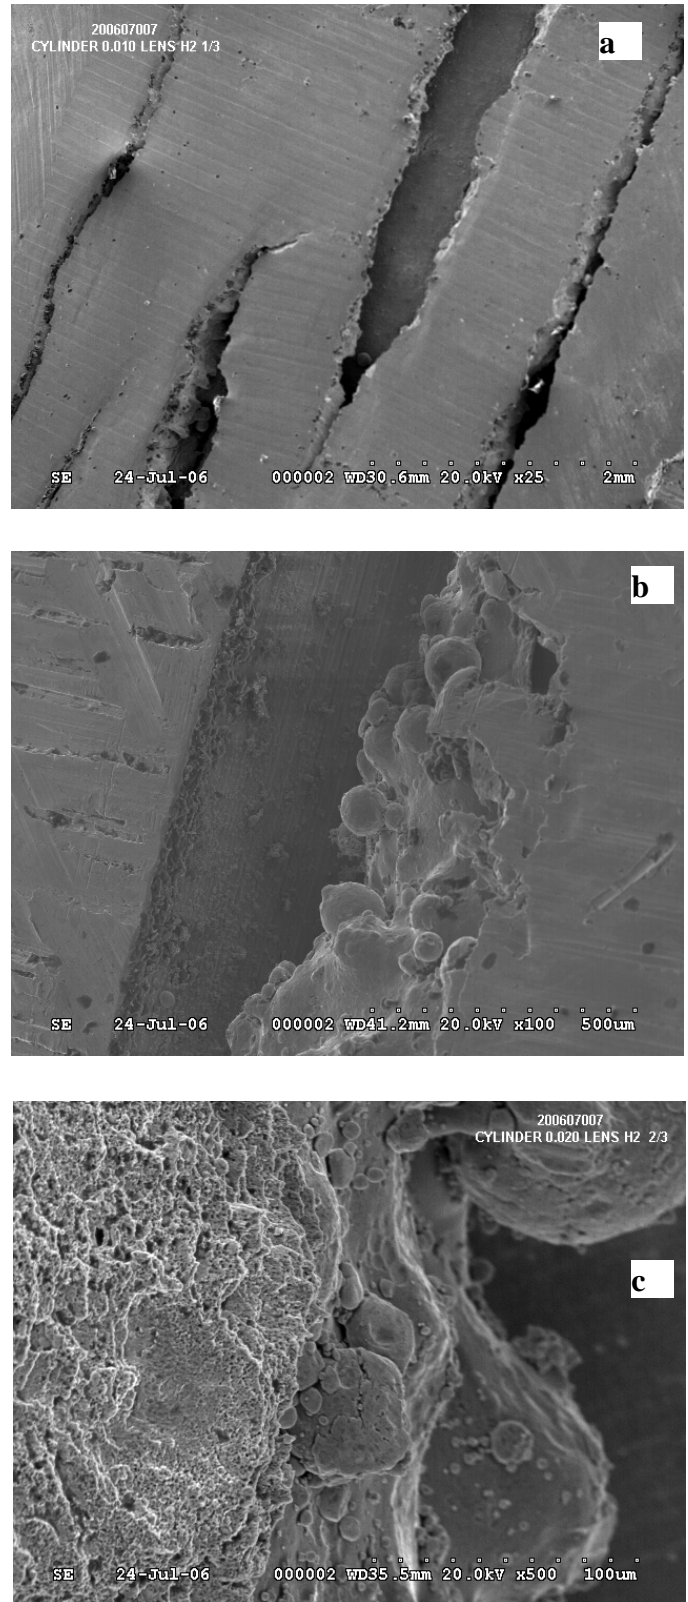 200607007
CYLINDER 0.010 LENS H2 1/3
a
SE 24-Jul-06 000002 WD30.6mm 20.0kV x25 2mm
b
SE 24-Jul-06 000002 WD41.2mm 20.0kV x100 500um
200607007
CYLINDER 0.020 LENS H2 2/3
c
SE 24-Jul-06 000002 WD35.5mm 20.0kV x500 100um